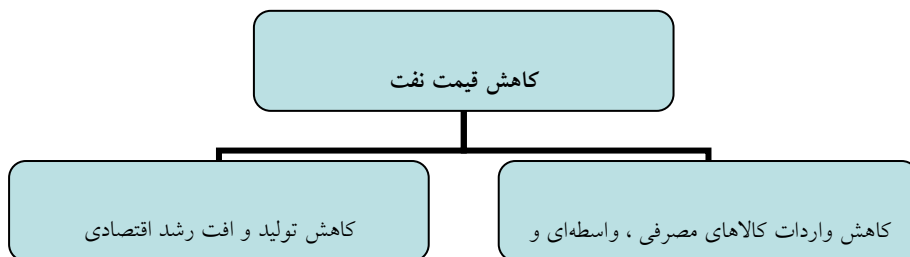 کاهش قیمت نفت
کاهش واردات کالاهای مصرفی ، واسطه‌ای و
کاهش تولید و افت رشد اقتصادی